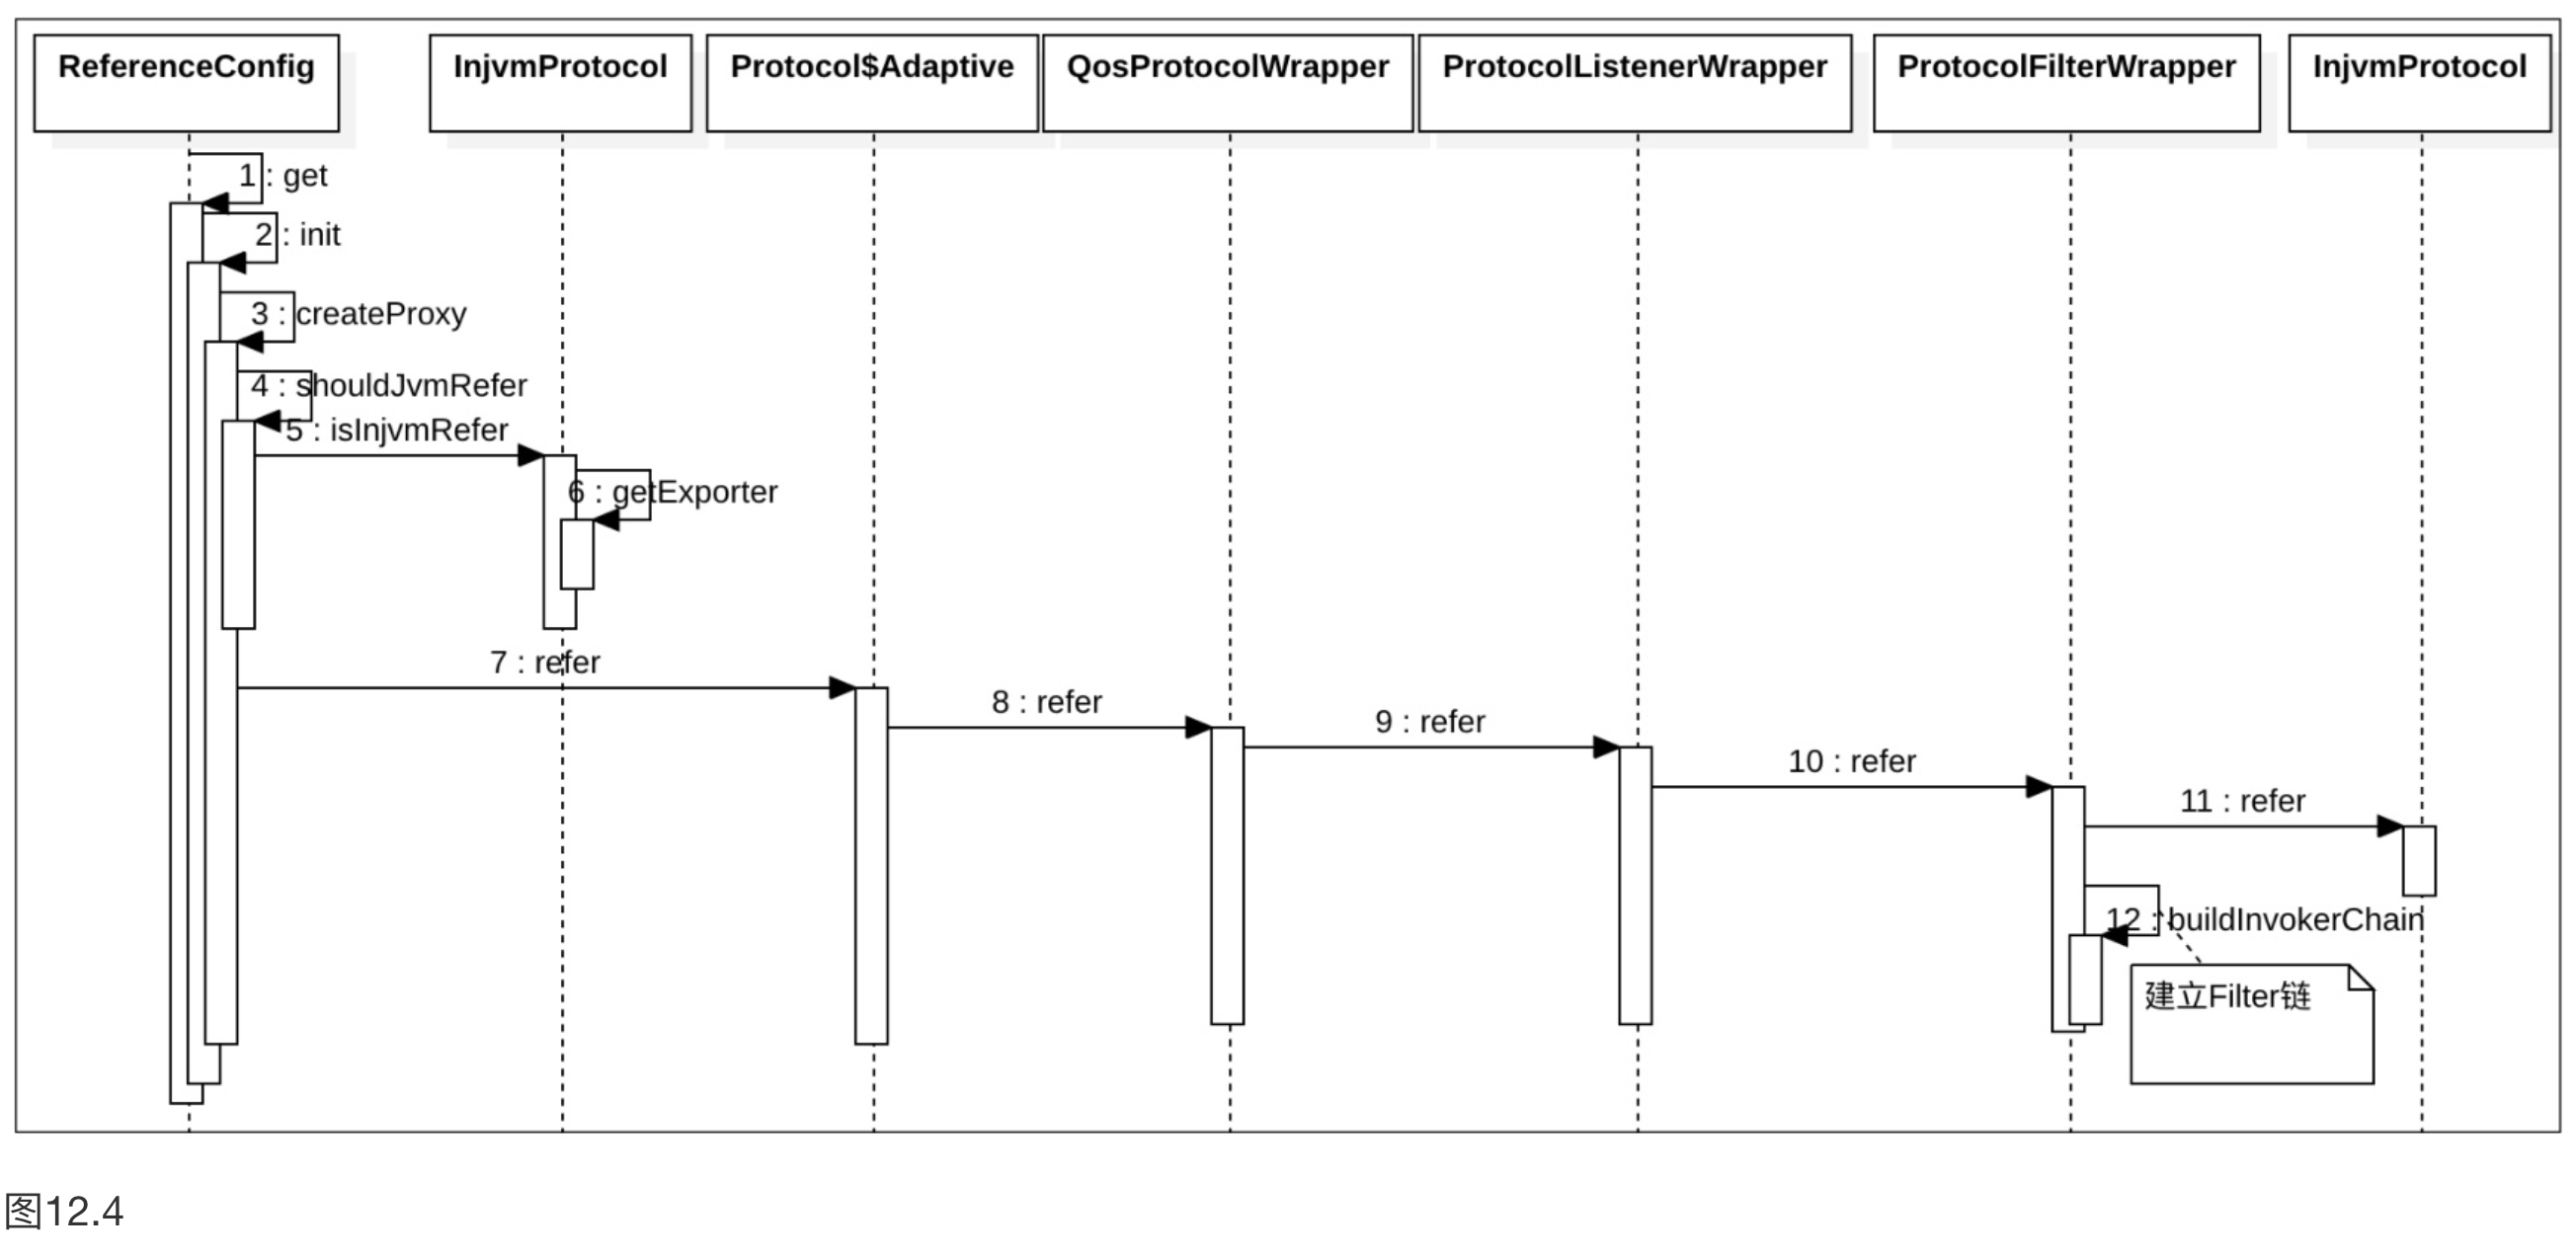 ReferenceConfig
InjvmProtocol
Protocol$Adaptive
QosProtocolWrapper
ProtocolListenerWrapper
ProtocolFilterWrapper
InjvmProtocol
1 : get
2 : init
3 : createProxy
4 : shouldJvmRefer
5 : isInjvmRefer
6 : getExporter
7 : refer
8 : refer
9 : refer
10 : refer
11 : refer
12 : buildInvokerChain
建立Filter链
图12.4